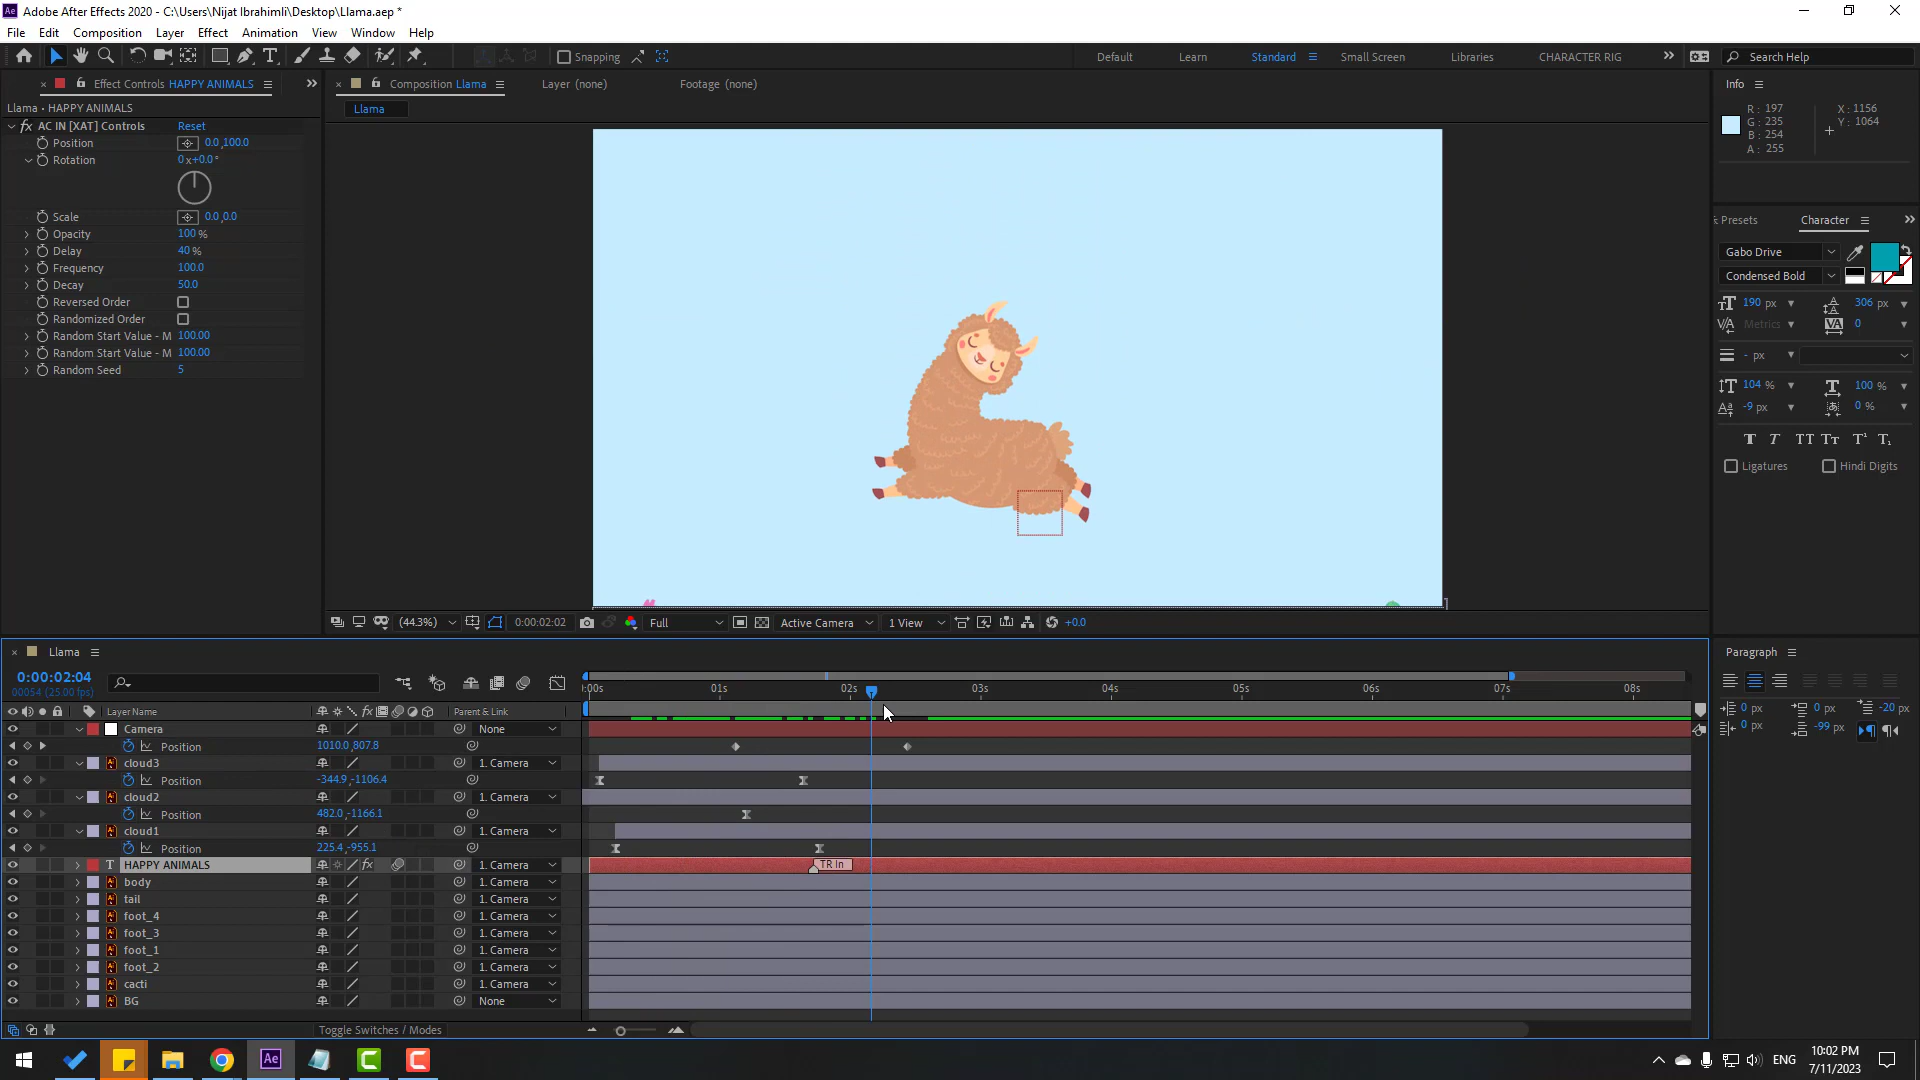 Adobe After Effects 2020 - C:\Users\Nijat Ibrahimli\Desktop\Llama.aep *
File Edit Composition Layer Effect Animation View Window Help
Snapping
Default Learn Standard Small Screen Libraries CHARACTER RIG
Search Help
Effect Controls HAPPY ANIMALS
Composition Llama
Layer (none)
Footage (none)
Llama • HAPPY ANIMALS
Llama
fx AC IN [XAT] Controls Reset
Position 0.0,100.0
Rotation 0x+0.0°
Scale 0.0,0.0
Opacity 100 %
Delay 40 %
Frequency 100.0
Decay 50.0
Reversed Order
Randomized Order
Random Start Value - M 100.00
Random Start Value - M 100.00
Random Seed 5
Info
R : 197
G : 235
B : 254
A : 255
X : 1156
Y : 1064
Presets Character
Gabo Drive
Condensed Bold
190 px 306 px
Metrics 0
- px
104 % 100 %
-9 px 0 %
Ligatures Hindi Digits
(44.3%) 0:00:02:02 Full Active Camera 1 View +0.0
Llama
0:00:02:04
00054 (25.00 fps)
:00s 01s 02s 03s 04s 05s 06s 07s 08s
Layer Name Parent & Link
Camera None
Position 1010.0,807.8
cloud3 1. Camera
Position -344.9,-1106.4
cloud2 1. Camera
Position 482.0,-1166.1
cloud1 1. Camera
Position 225.4,-955.1
T HAPPY ANIMALS fx 1. Camera
TR In
body 1. Camera
tail 1. Camera
foot_4 1. Camera
foot_3 1. Camera
foot_1 1. Camera
foot_2 1. Camera
cacti 1. Camera
BG None
Toggle Switches / Modes
Paragraph
0 px 0 px -20 px
0 px -99 px
ENG
10:02 PM
7/11/2023